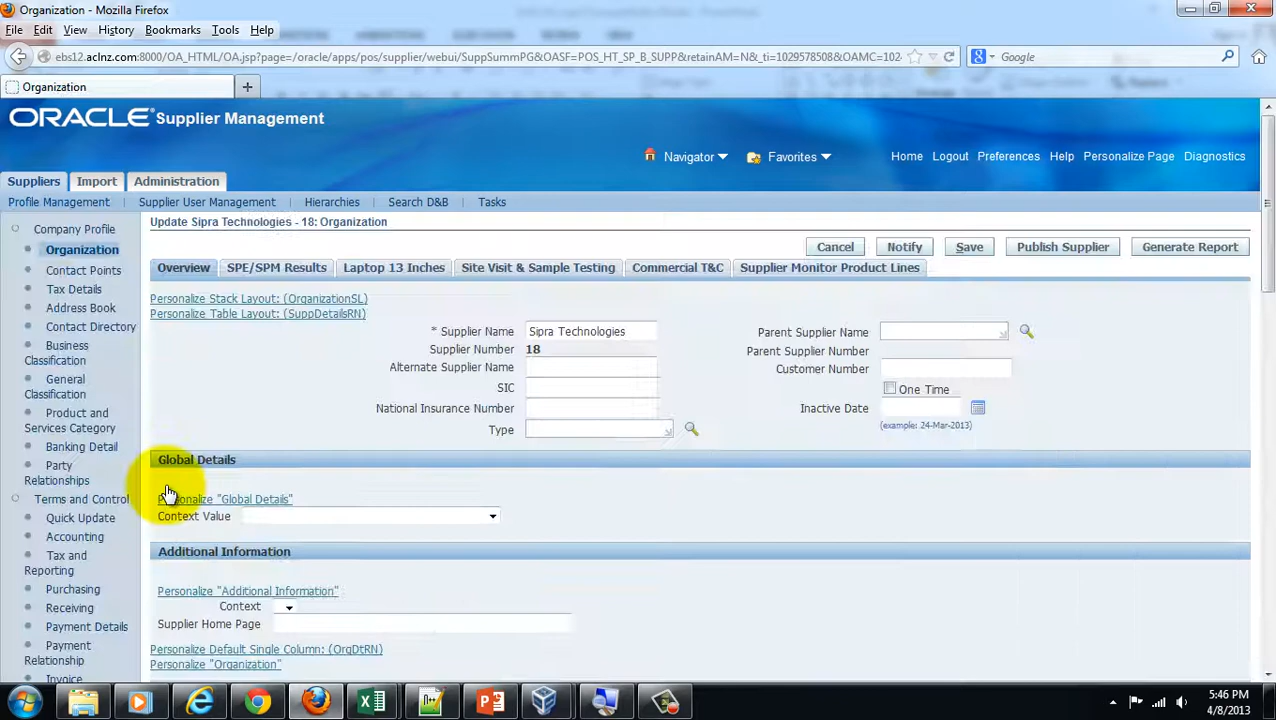 Organization - Mozilla Firefox
File Edit View History Bookmarks Tools Help
ebs12.aclnz.com:8000/OA_HTML/OA.jsp?page=/oracle/apps/pos/supplier/webui/SuppSummPG&OASF=POS_HT_SP_B_SUPP&retainAM=N&_ti=1029578508&OAMC=102
Google
Organization
ORACLE Supplier Management
Navigator Favorites Home Logout Preferences Help Personalize Page Diagnostics
Suppliers Import Administration
Profile Management Supplier User Management Hierarchies Search D&B Tasks
Company Profile
Organization
Contact Points
Tax Details
Address Book
Contact Directory
Business
Classification
General
Classification
Product and
Services Category
Banking Detail
Party
Relationships
Terms and Control
Quick Update
Accounting
Tax and
Reporting
Purchasing
Receiving
Payment Details
Payment
Relationship
Invoice
Update Sipra Technologies - 18: Organization
Cancel Notify Save Publish Supplier Generate Report
Overview SPE/SPM Results Laptop 13 Inches Site Visit & Sample Testing Commercial T&C Supplier Monitor Product Lines
Personalize Stack Layout: (OrganizationSL)
Personalize Table Layout: (SuppDetailsRN)
* Supplier Name Sipra Technologies
Supplier Number 18
Alternate Supplier Name
SIC
National Insurance Number
Type
Parent Supplier Name
Parent Supplier Number
Customer Number
One Time
Inactive Date
(example: 24-Mar-2013)
Global Details
Personalize "Global Details"
Context Value
Additional Information
Personalize "Additional Information"
Context
Supplier Home Page
Personalize Default Single Column: (OrgDtRN)
Personalize "Organization"
5:46 PM
4/8/2013